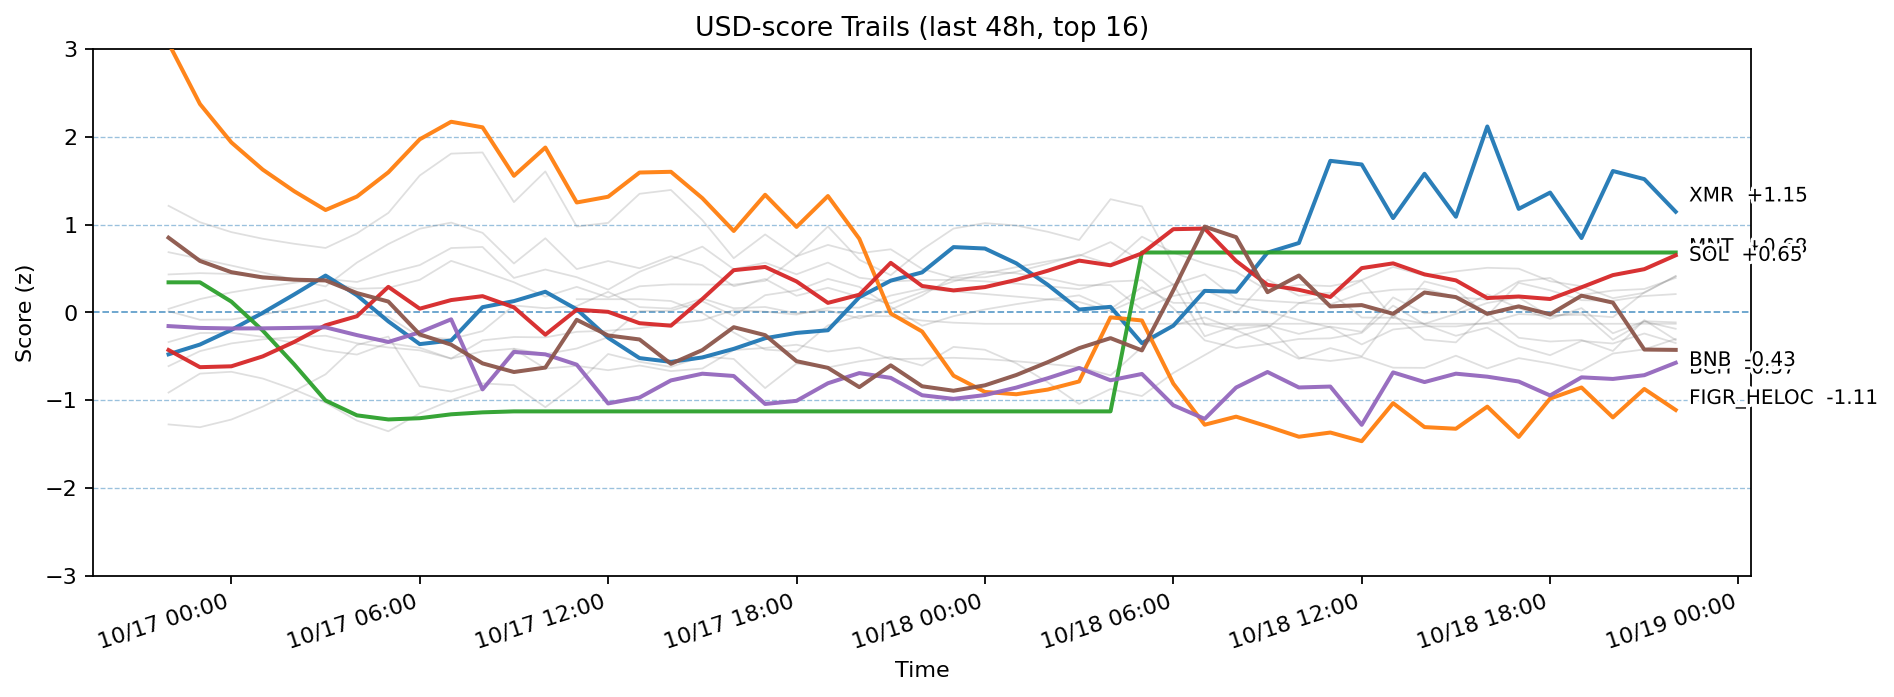 USD-score Trails (last 48h, top 16)
Score (z)
3
2
1
0
−1
−2
−3
XMR +1.15
SOL +0.65
BNB -0.43
FIGR_HELOC -1.11
10/17 00:00
10/17 06:00
10/17 12:00
10/17 18:00
10/18 00:00
10/18 06:00
10/18 12:00
10/18 18:00
10/19 00:00
Time